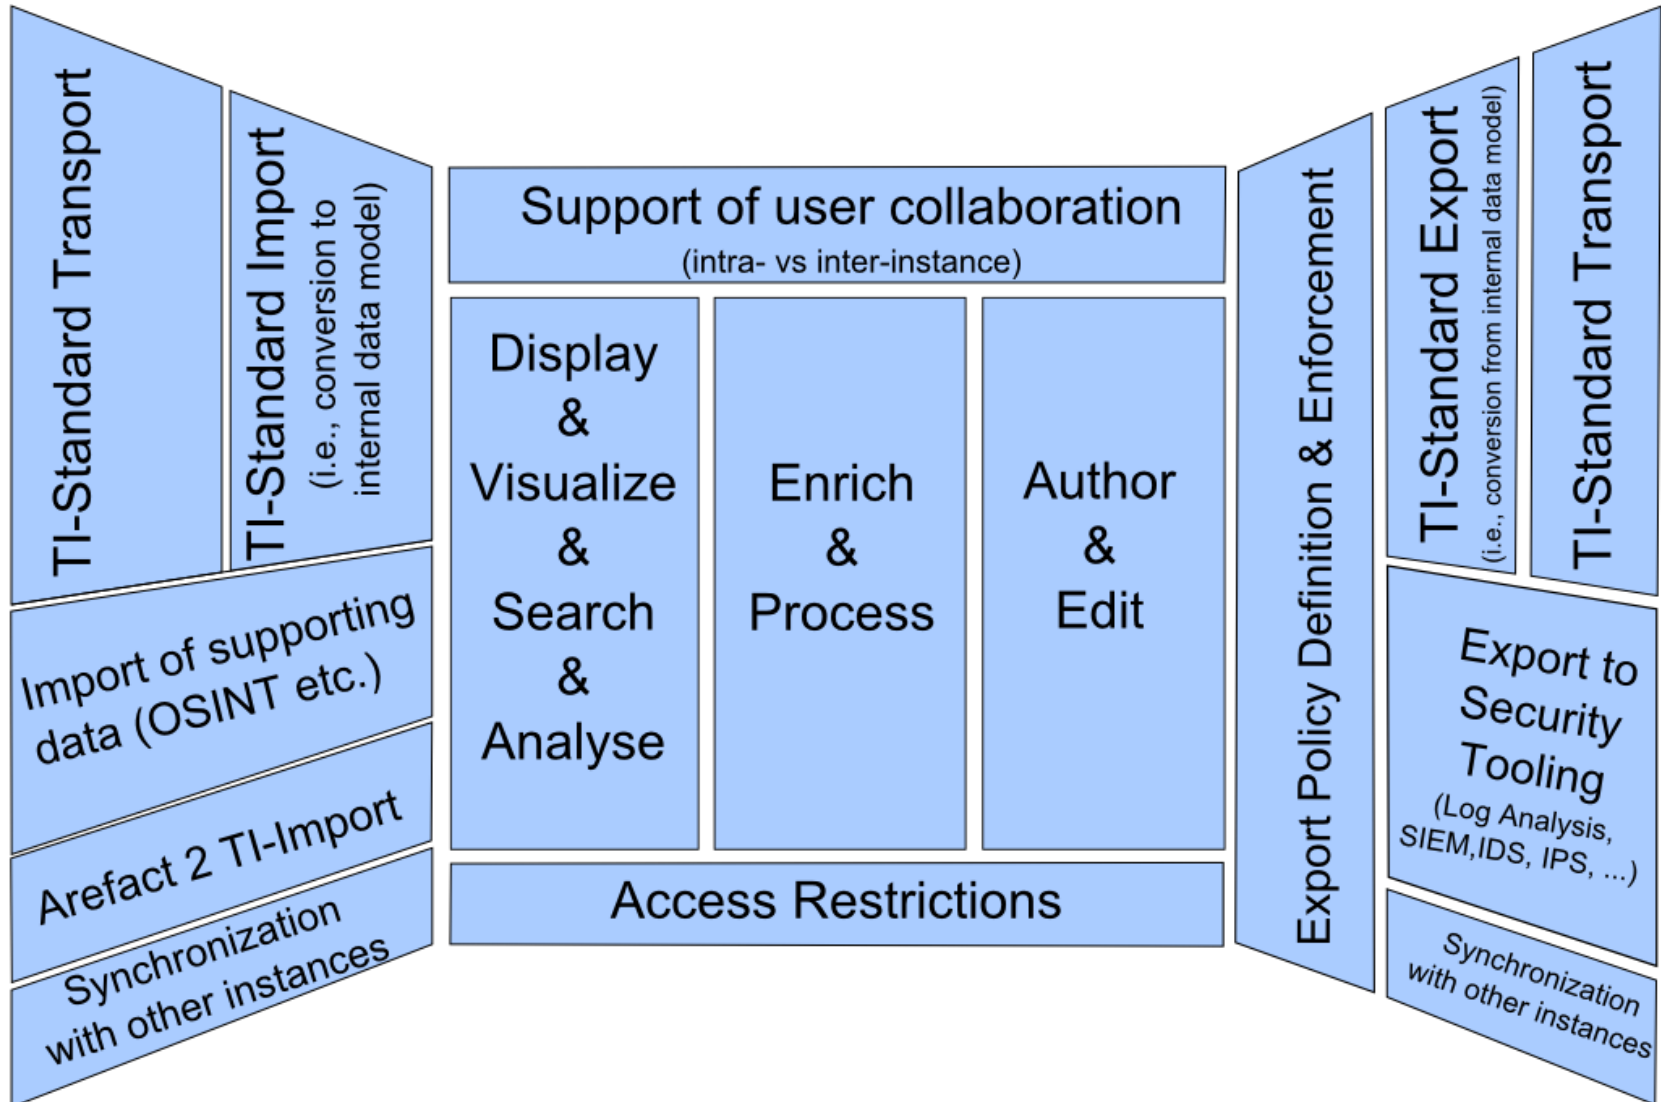 TI-Standard Transport
TI-Standard Import
(i.e., conversion to
internal data model)
Import of supporting
data (OSINT etc.)
Arefact 2 TI-Import
Synchronization
with other instances
Support of user collaboration
(intra- vs inter-instance)
Display
&
Visualize
&
Search
&
Analyse
Enrich
&
Process
Author
&
Edit
Access Restrictions
Export Policy Definition & Enforcement
TI-Standard Export
(i.e., conversion from internal data model)
TI-Standard Transport
Export to
Security
Tooling
(Log Analysis,
SIEM,IDS, IPS, ...)
Synchronization
with other instances